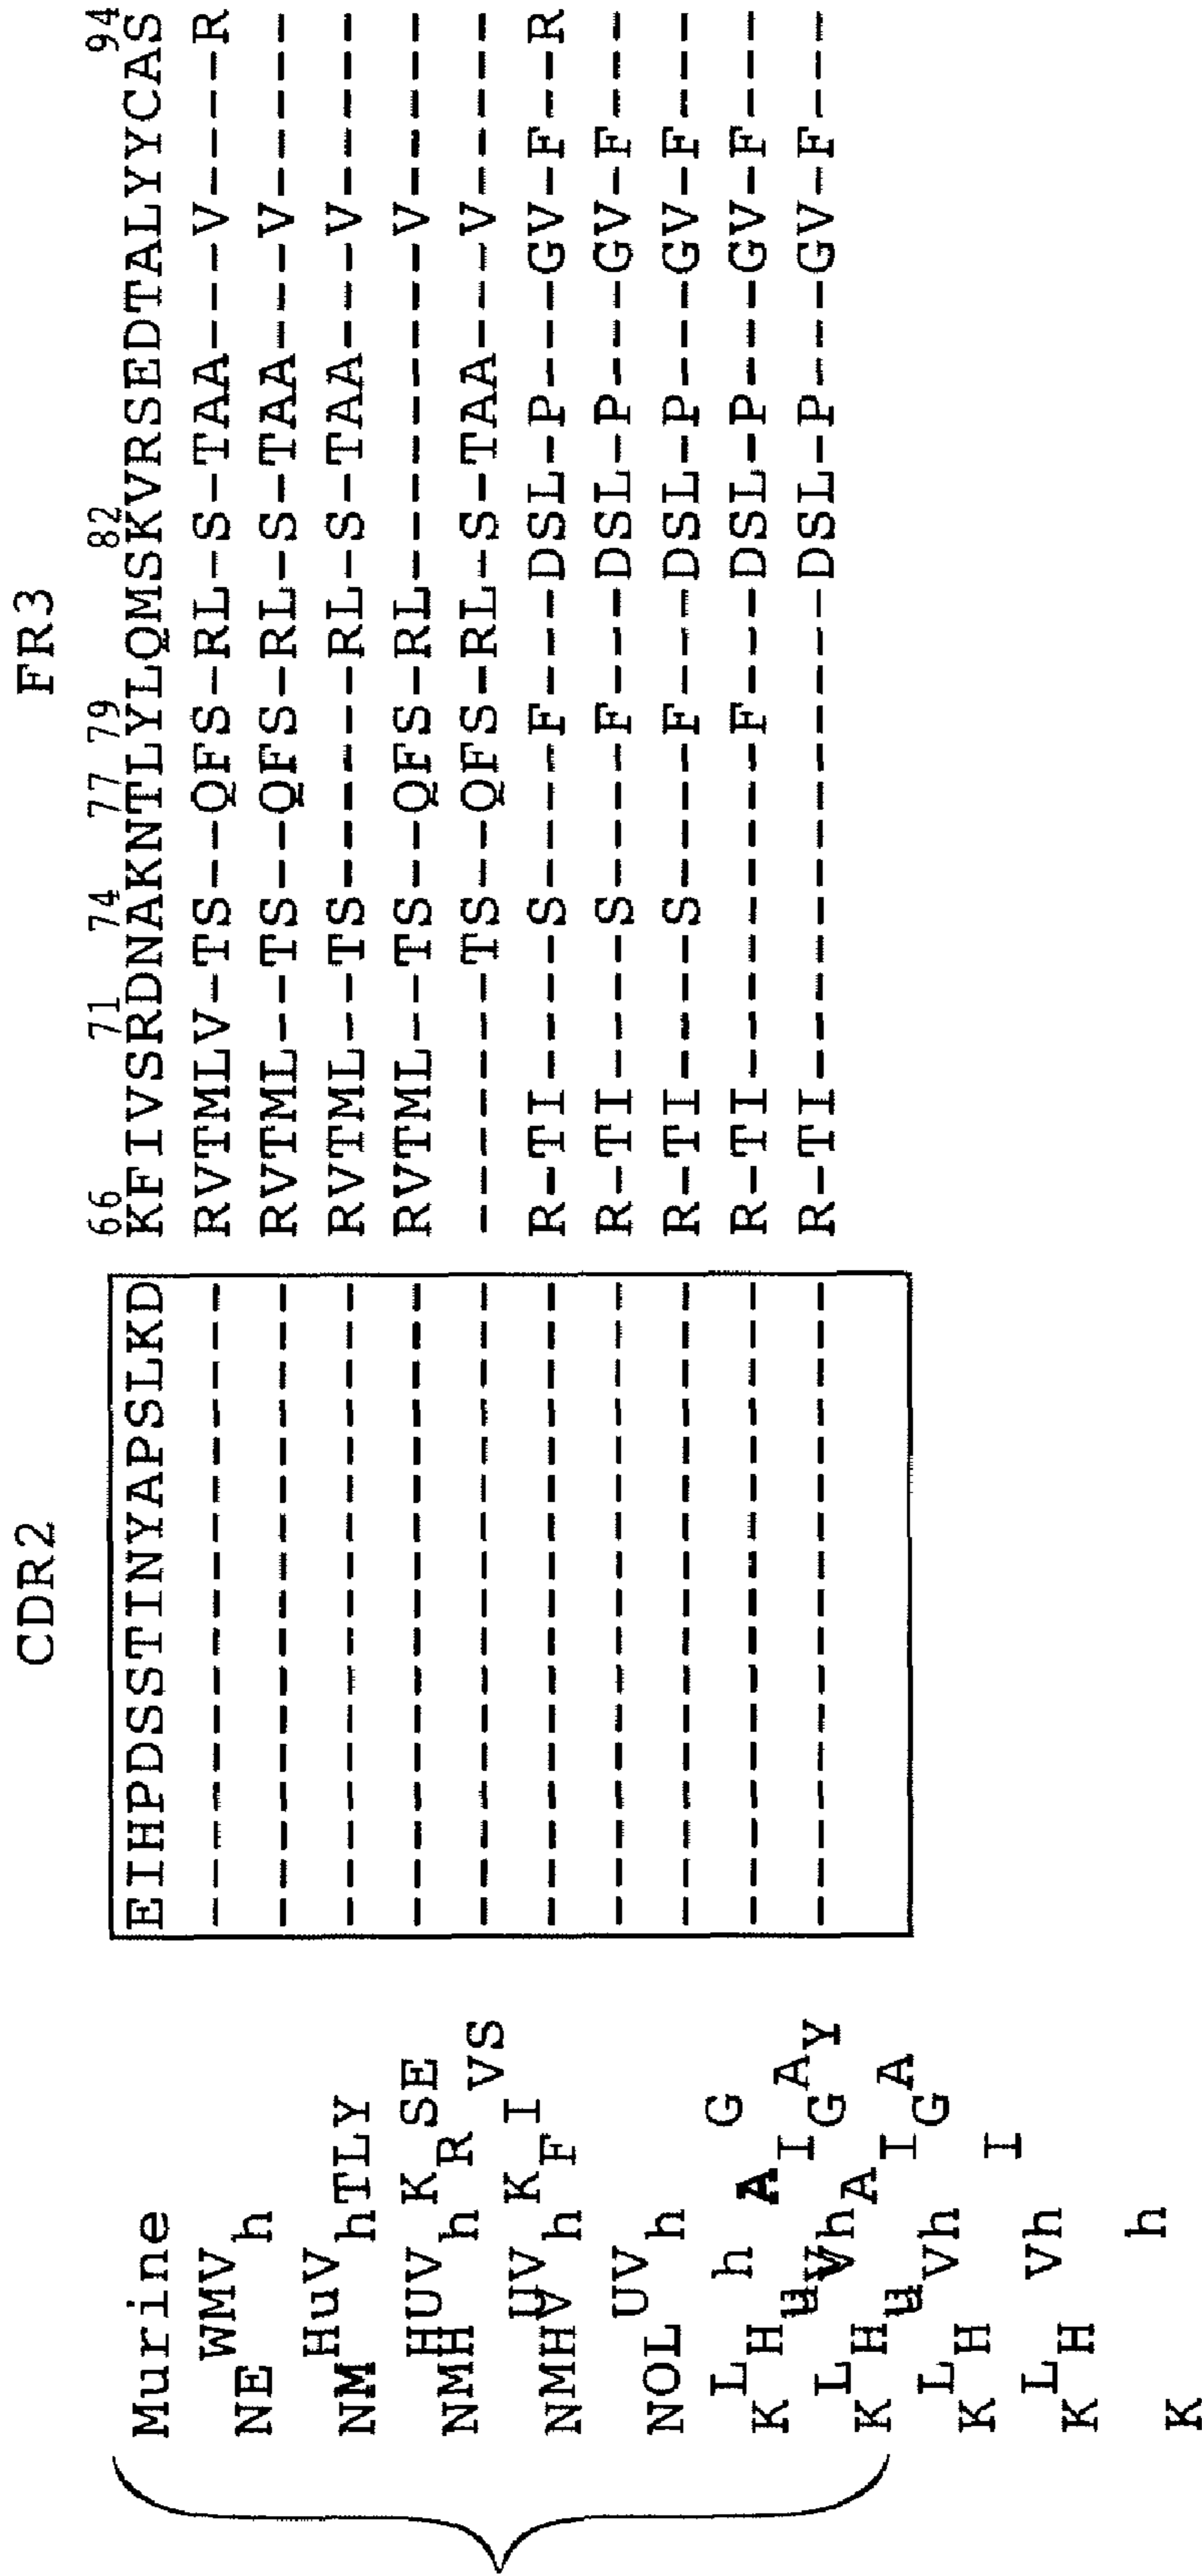 CDR2 FR3
66 71 74 77 79 82 94
Murine EIHPDSSTINYAPSLKD KFIVSRDNAKNTLYLQMSKVRSEDTALYYCAS
----------------- RVTMLV-TS--QFS-RL-S-TAA---V----R
----------------- RVTML--TS--QFS-RL-S-TAA---V-----
----------------- RVTML--TS------RL-S-TAA---V-----
----------------- RVTML--TS--QFS-RL---------V-----
----------------- -------TS--QFS-RL-S-TAA---V-----
----------------- R-TI----S----F---DSL-P---GV-F--R
----------------- R-TI----S----F---DSL-P---GV-F---
----------------- R-TI----S----F---DSL-P---GV-F---
----------------- R-TI---------F---DSL-P---GV-F---
----------------- R-TI-------------DSL-P---GV-F---